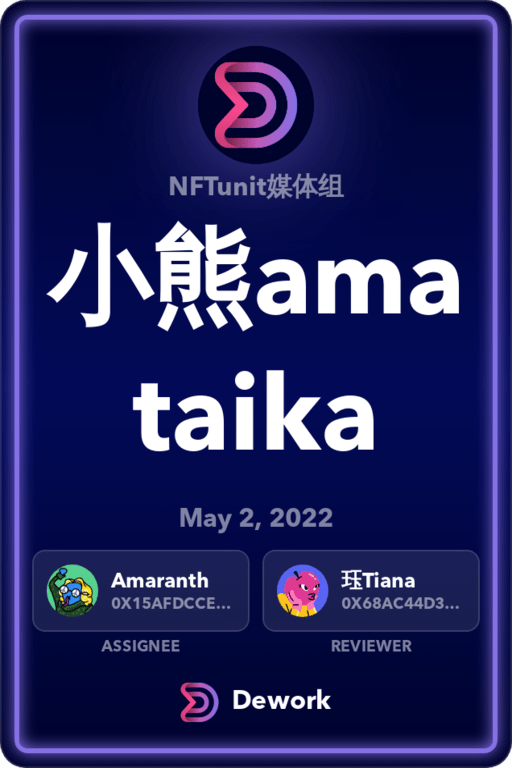 NFTunit媒体组
小熊ama
taika
May 2, 2022
Amaranth
0X15AFDCCE...
ASSIGNEE
珏Tiana
0X68AC44D3...
REVIEWER
Dework